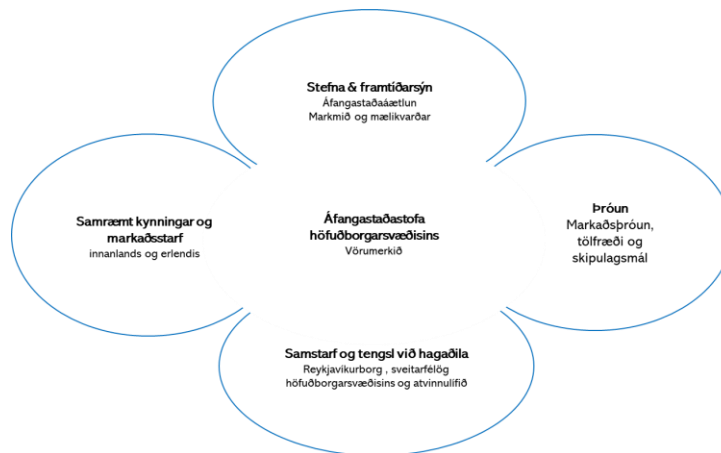 Stefna & framtíðarsýn
Áfangastaðaáætlun
Markmið og mælikvarðar
Samræmt kynningar og
markaðsstarf
innanlands og erlendis
Áfangastaðastofa
höfuðborgarsvæðisins
Vörumerkið
Þróun
Markaðsþróun,
tölfræði og
skipulagsmál
Samstarf og tengsl við hagaðila
Reykjavíkurborg , sveitarfélög
höfuðborgarsvæðisins og atvinnulífið